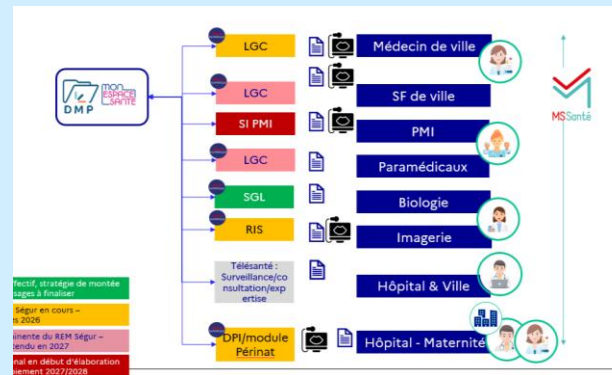 LGC
Médecin de ville
DMP
mon
ESPACE
SANTÉ
LGC
SF de ville
MSSanté
SI PMI
PMI
LGC
Paramédicaux
SGL
Biologie
RIS
Imagerie
Télésanté :
Surveillance/co
nsultation/exp
ertise
Hôpital & Ville
DPI/module
Périnat
Hôpital - Maternité
effectif, stratégie de montée
sages à finaliser
Ségur en cours –
2026
minente du REM Ségur –
tendu en 2027
nal en début d'élaboration
iement 2027/2028